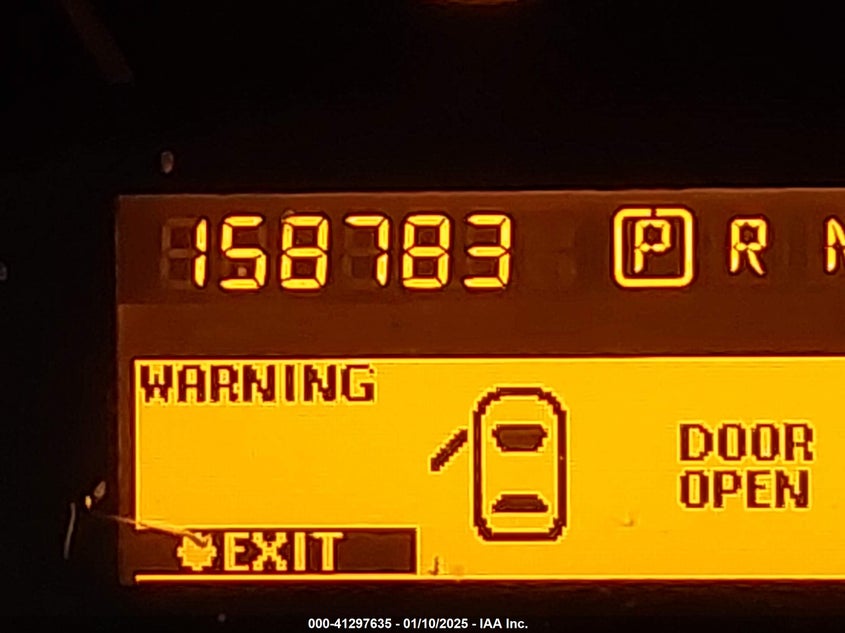 158783 P R N
WARNING
DOOR
OPEN
EXIT
000-41297635 - 01/10/2025 - IAA Inc.